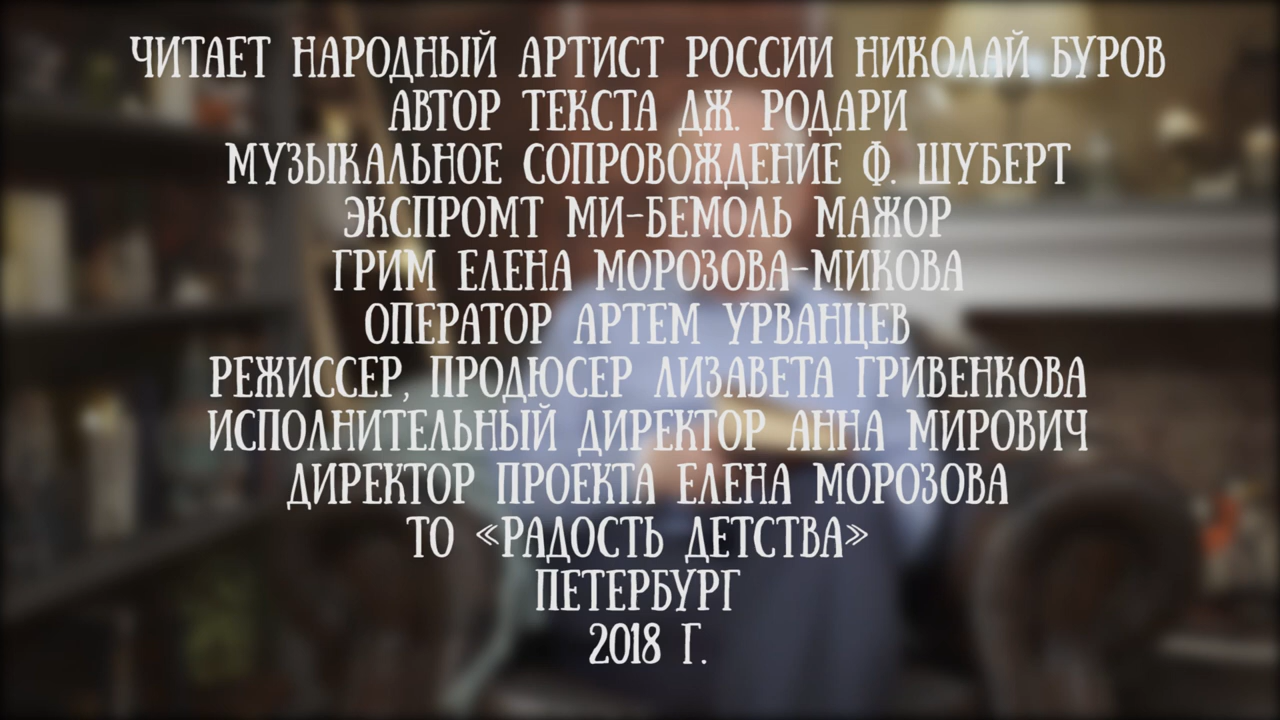 ЧИТАЕТ НАРОДНЫЙ АРТИСТ РОССИИ НИКОЛАЙ БУРОВ
АВТОР ТЕКСТА ДЖ. РОДАРИ
МУЗЫКАЛЬНОЕ СОПРОВОЖДЕНИЕ Ф. ШУБЕРТ
ЭКСПРОМТ МИ-БЕМОЛЬ МАЖОР
ГРИМ ЕЛЕНА МОРОЗОВА-МИКОВА
ОПЕРАТОР АРТЕМ УРВАНЦЕВ
РЕЖИССЕР, ПРОДЮСЕР ЛИЗАВЕТА ГРИВЕНКОВА
ИСПОЛНИТЕЛЬНЫЙ ДИРЕКТОР АННА МИРОВИЧ
ДИРЕКТОР ПРОЕКТА ЕЛЕНА МОРОЗОВА
ТО «РАДОСТЬ ДЕТСТВА»
ПЕТЕРБУРГ
2018 Г.